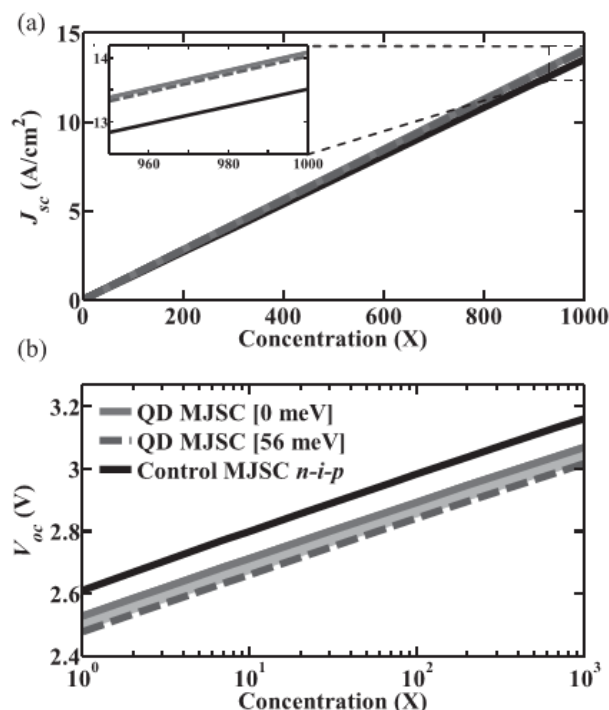 (a)
15
10
5
0
J_sc (A/cm²)
14
13
960 980 1000
0 200 400 600 800 1000
Concentration (X)
(b)
3.2
3
2.8
2.6
2.4
V_oc (V)
QD MJSC [0 meV]
QD MJSC [56 meV]
Control MJSC n-i-p
10⁰ 10¹ 10² 10³
Concentration (X)